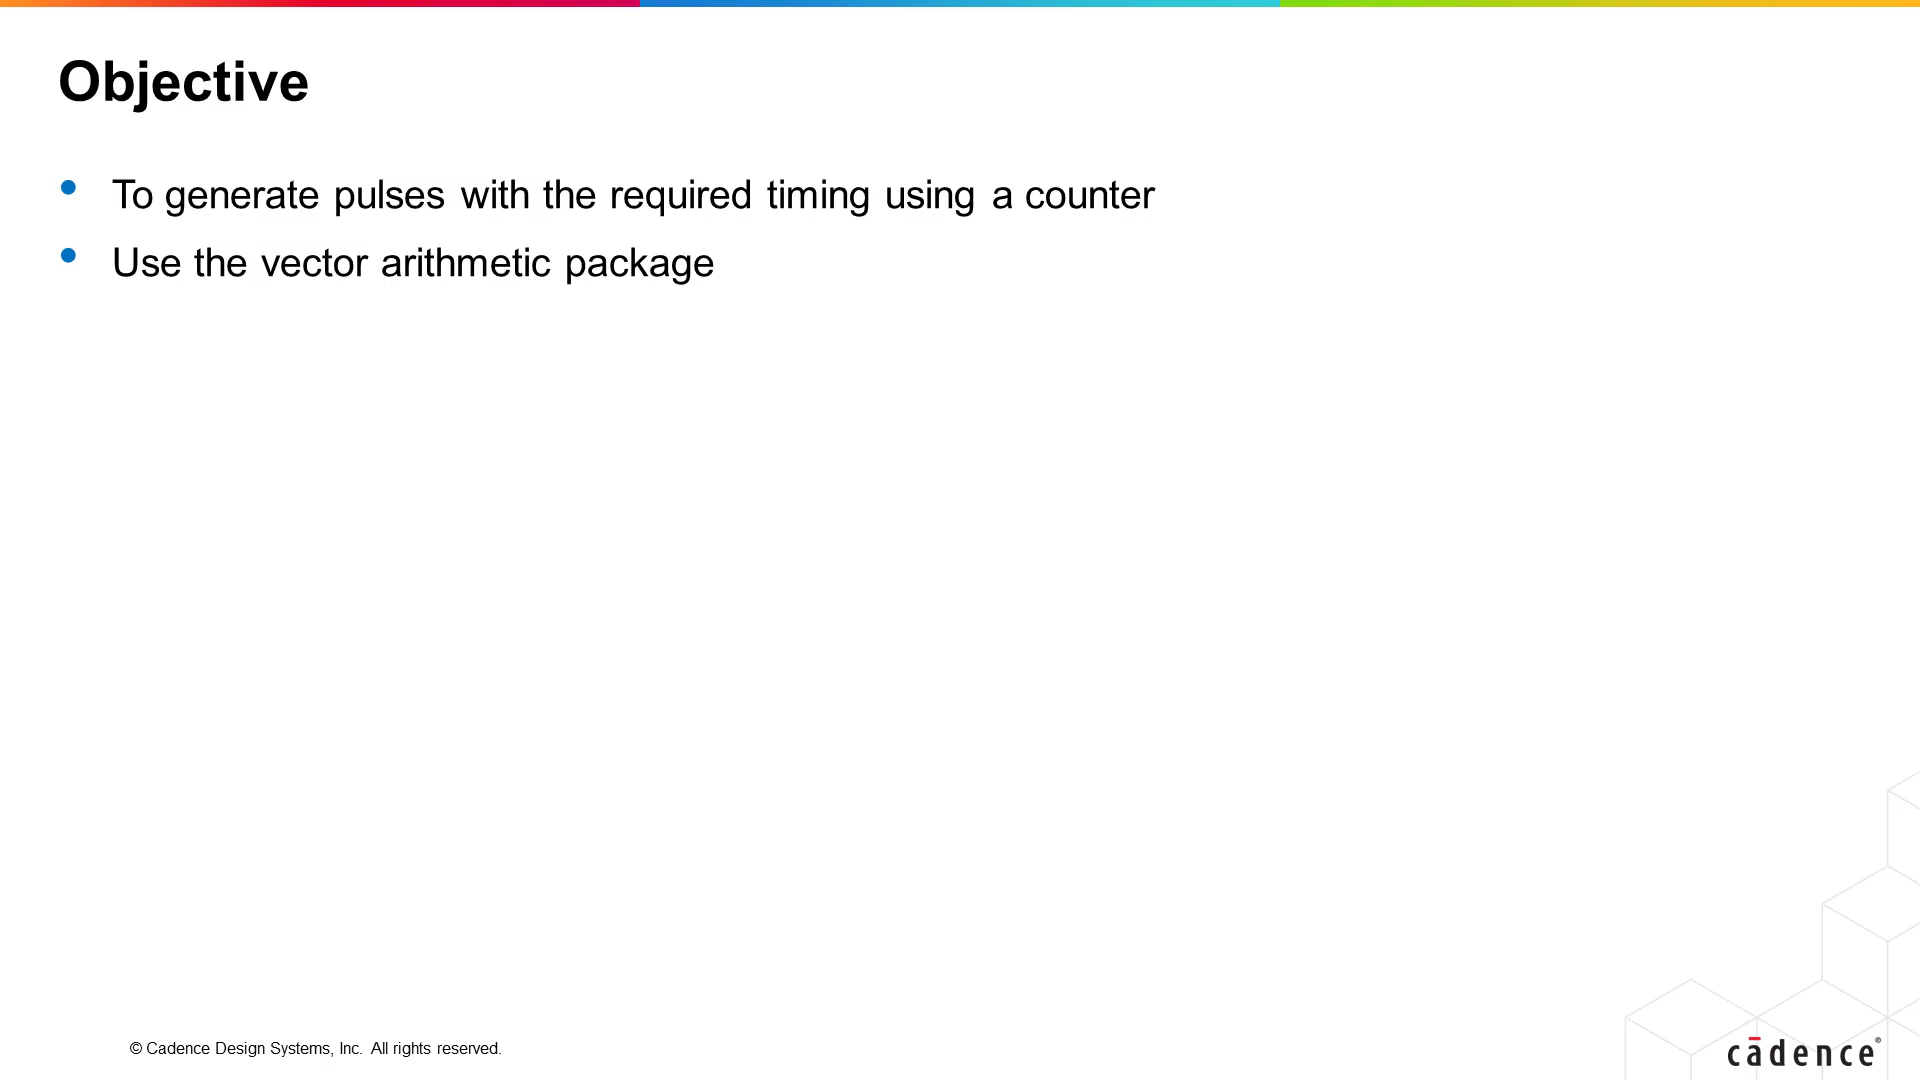 Objective
• To generate pulses with the required timing using a counter
• Use the vector arithmetic package
© Cadence Design Systems, Inc. All rights reserved.
cādence®